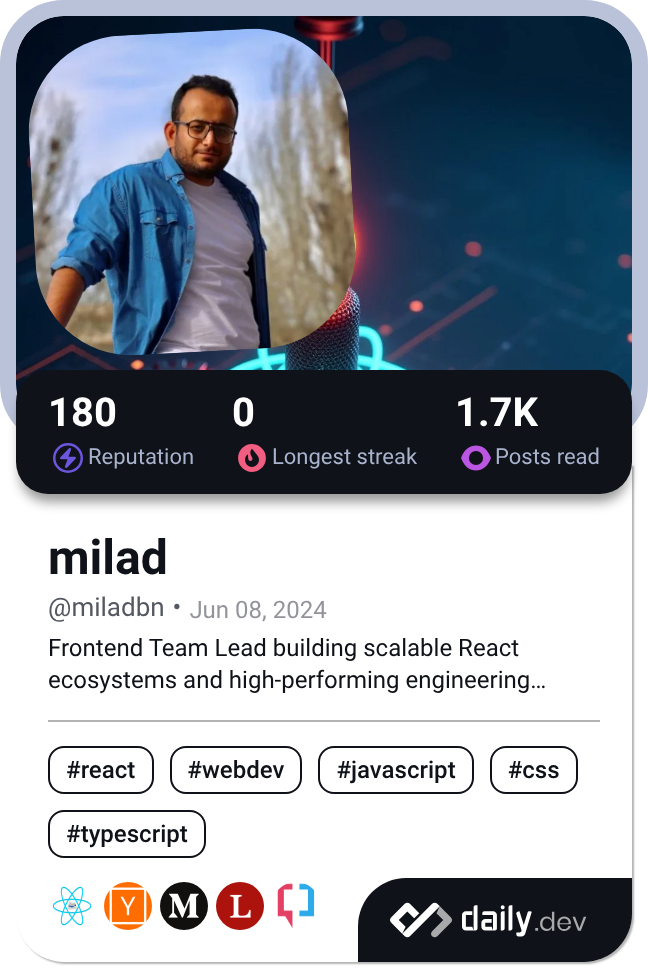 180
0
1.7K
Reputation
Longest streak
Posts read
milad
@miladbn • Jun 08, 2024
Frontend Team Lead building scalable React
ecosystems and high-performing engineering…
#react
#webdev
#javascript
#css
#typescript
Y
M
L
daily.dev